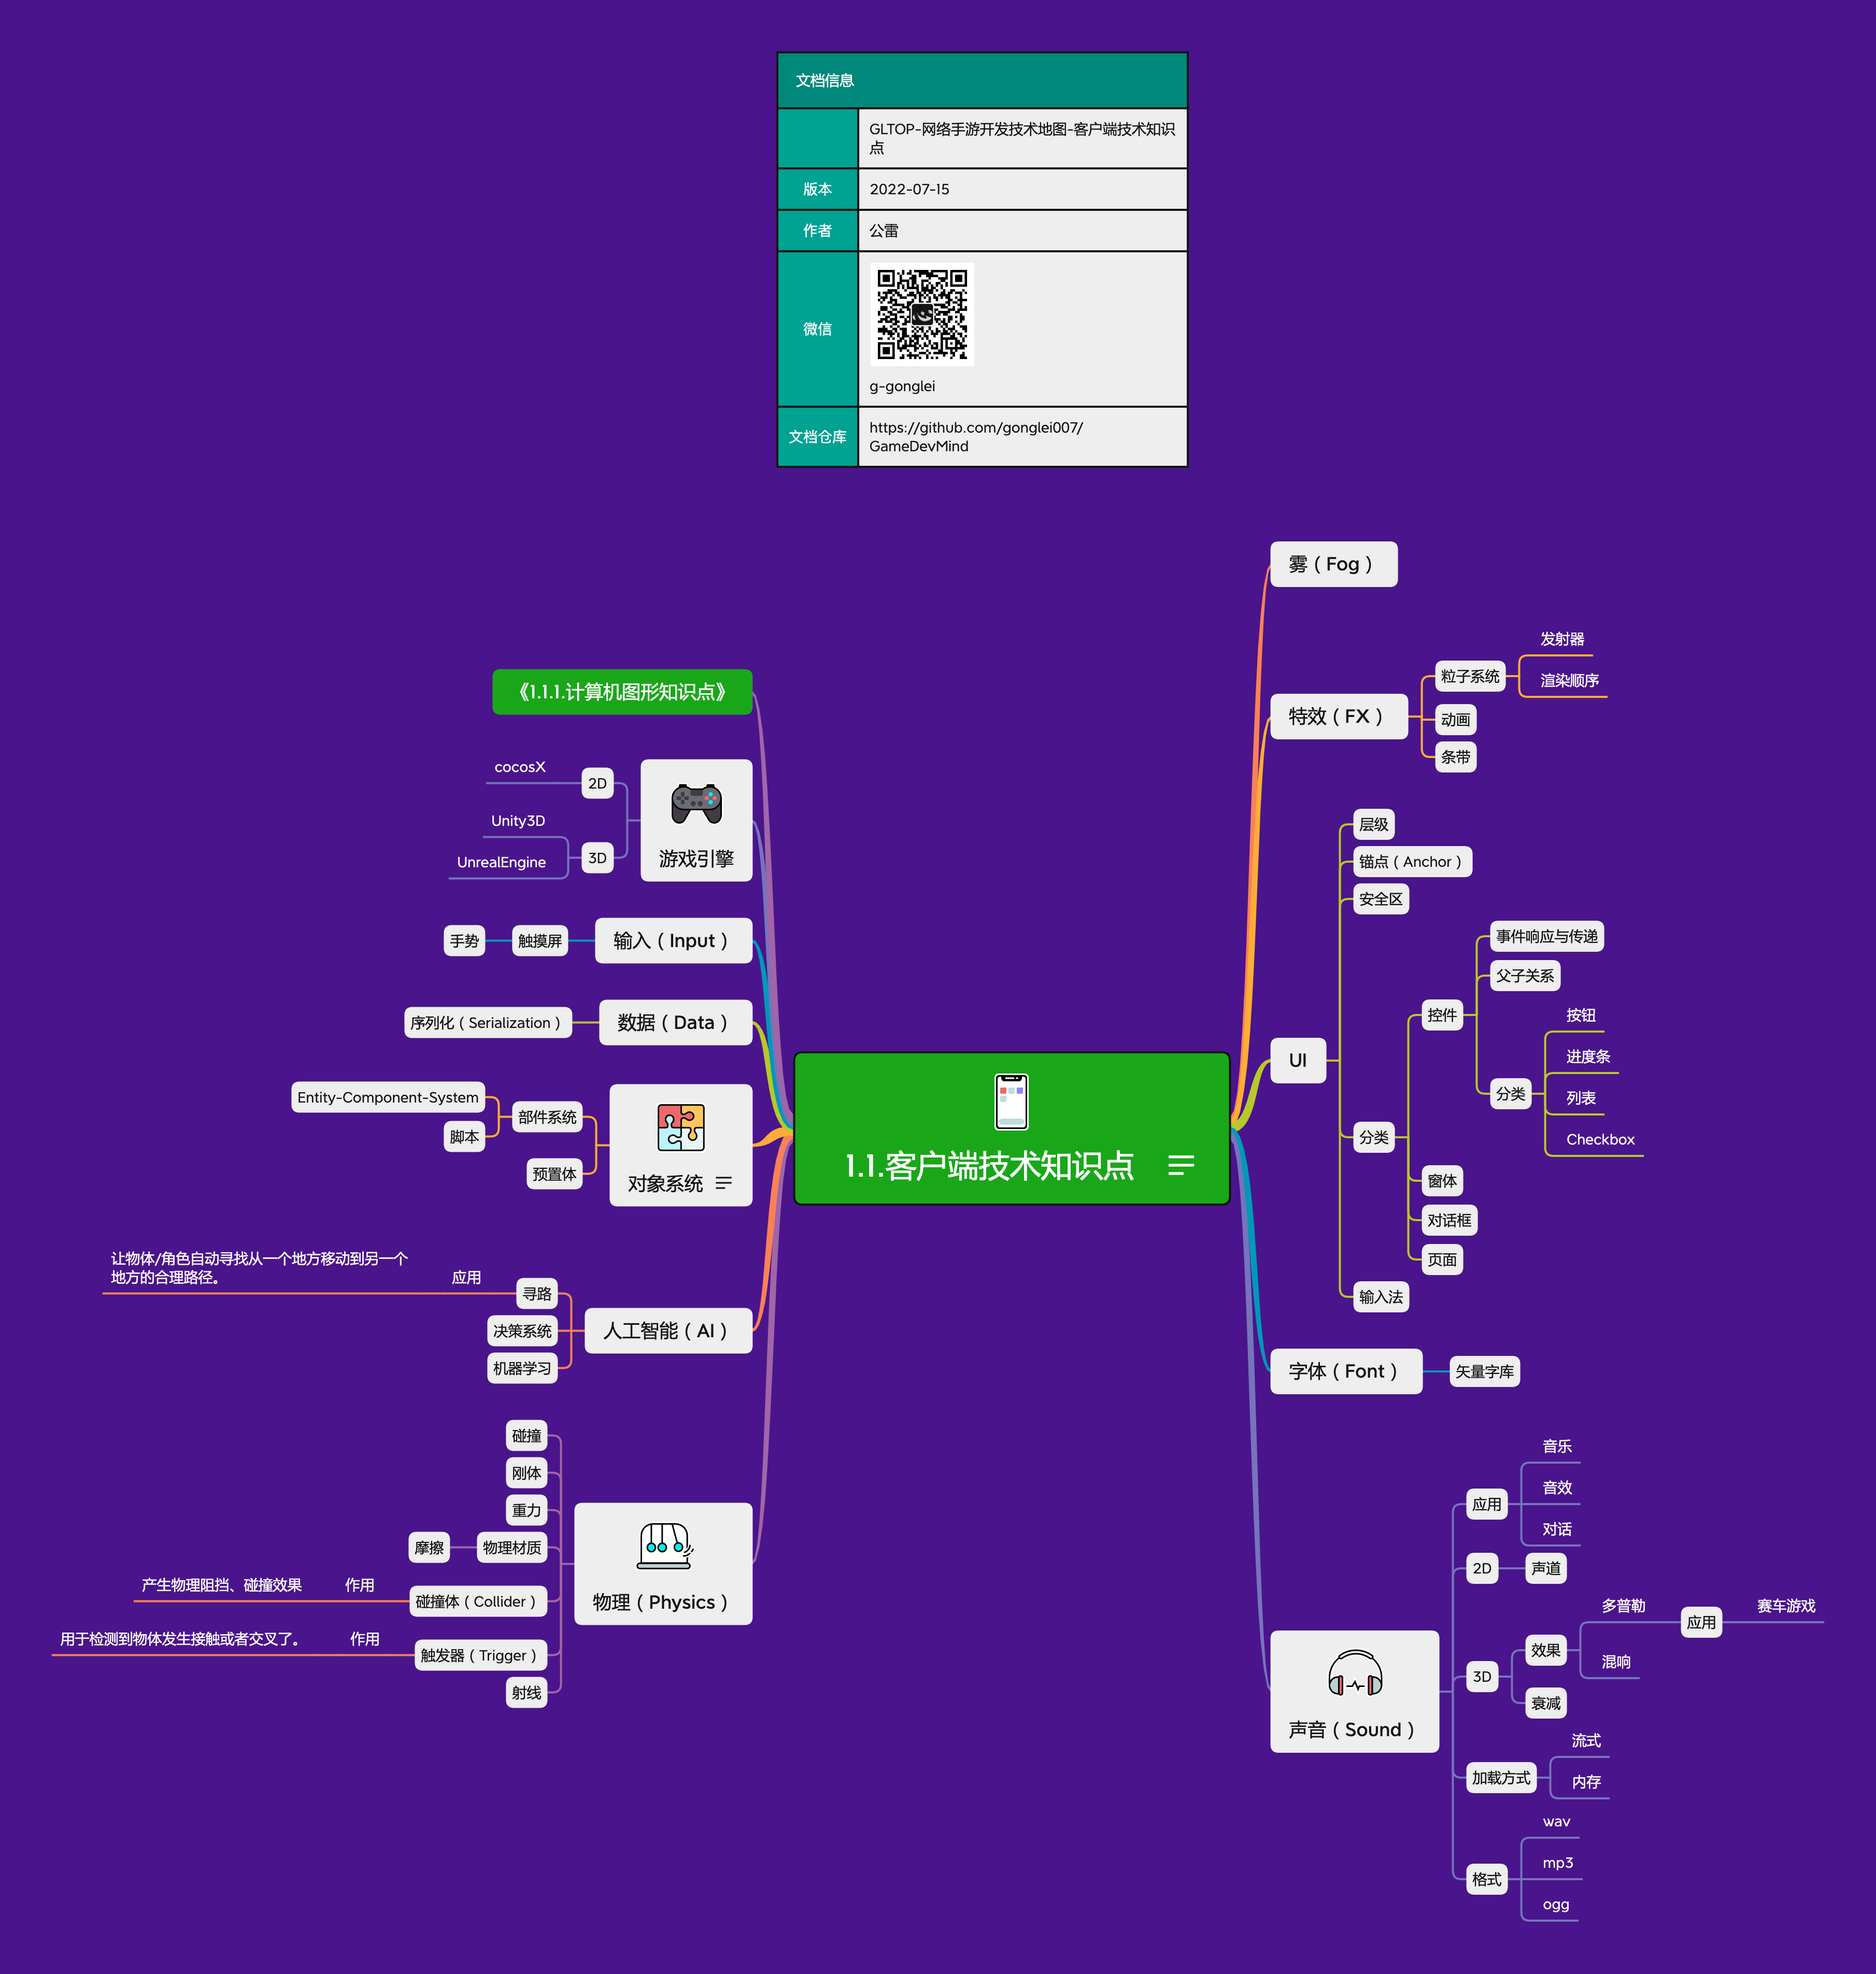 文档信息
GLTOP-网络手游开发技术地图-客户端技术知识
点
版本
2022-07-15
作者
公雷
微信
g-gonglei
文档仓库
https://github.com/gonglei007/
GameDevMind
1.1.客户端技术知识点
《1.1.1.计算机图形知识点》
游戏引擎
2D
cocosX
3D
Unity3D
UnrealEngine
输入（Input）
触摸屏
手势
数据（Data）
序列化（Serialization）
对象系统
部件系统
Entity-Component-System
脚本
预置体
人工智能（AI）
寻路
应用
让物体/角色自动寻找从一个地方移动到另一个
地方的合理路径。
决策系统
机器学习
物理（Physics）
碰撞
刚体
重力
物理材质
摩擦
碰撞体（Collider）
作用
产生物理阻挡、碰撞效果
触发器（Trigger）
作用
用于检测到物体发生接触或者交叉了。
射线
雾（Fog）
特效（FX）
粒子系统
发射器
渲染顺序
动画
条带
UI
层级
锚点（Anchor）
安全区
分类
控件
事件响应与传递
父子关系
分类
按钮
进度条
列表
Checkbox
窗体
对话框
页面
输入法
字体（Font）
矢量字库
声音（Sound）
应用
音乐
音效
对话
2D
声道
3D
效果
多普勒
应用
赛车游戏
混响
衰减
加载方式
流式
内存
格式
wav
mp3
ogg